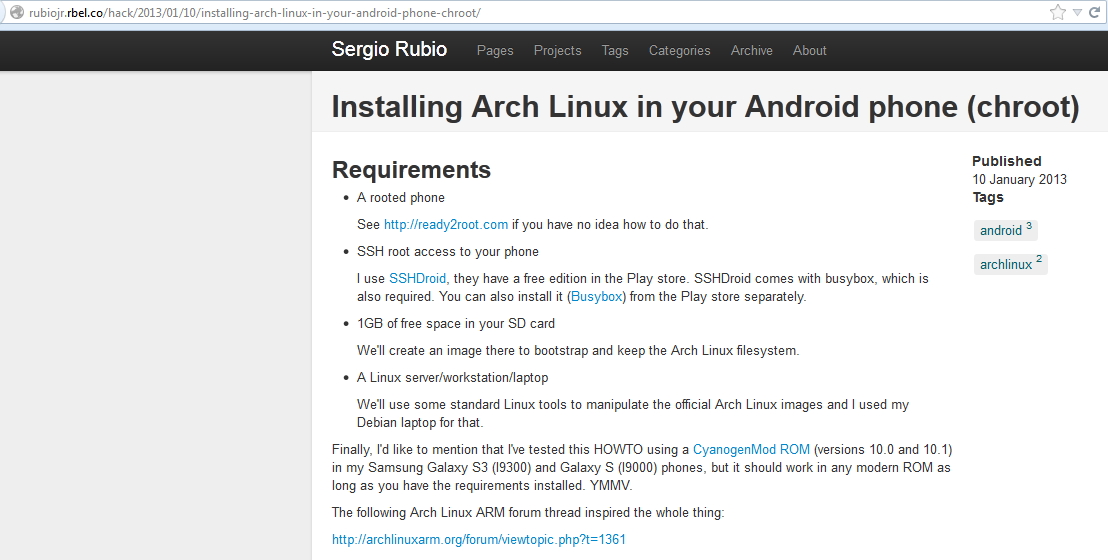 rubiojr.rbel.co/hack/2013/01/10/installing-arch-linux-in-your-android-phone-chroot/
Sergio Rubio Pages Projects Tags Categories Archive About
Installing Arch Linux in your Android phone (chroot)
Requirements
• A rooted phone
See http://ready2root.com if you have no idea how to do that.
• SSH root access to your phone
I use SSHDroid, they have a free edition in the Play store. SSHDroid comes with busybox, which is
also required. You can also install it (Busybox) from the Play store separately.
• 1GB of free space in your SD card
We'll create an image there to bootstrap and keep the Arch Linux filesystem.
• A Linux server/workstation/laptop
We'll use some standard Linux tools to manipulate the official Arch Linux images and I used my
Debian laptop for that.
Finally, I'd like to mention that I've tested this HOWTO using a CyanogenMod ROM (versions 10.0 and 10.1)
in my Samsung Galaxy S3 (I9300) and Galaxy S (I9000) phones, but it should work in any modern ROM as
long as you have the requirements installed. YMMV.
The following Arch Linux ARM forum thread inspired the whole thing:
http://archlinuxarm.org/forum/viewtopic.php?t=1361
Published
10 January 2013
Tags
android 3
archlinux 2